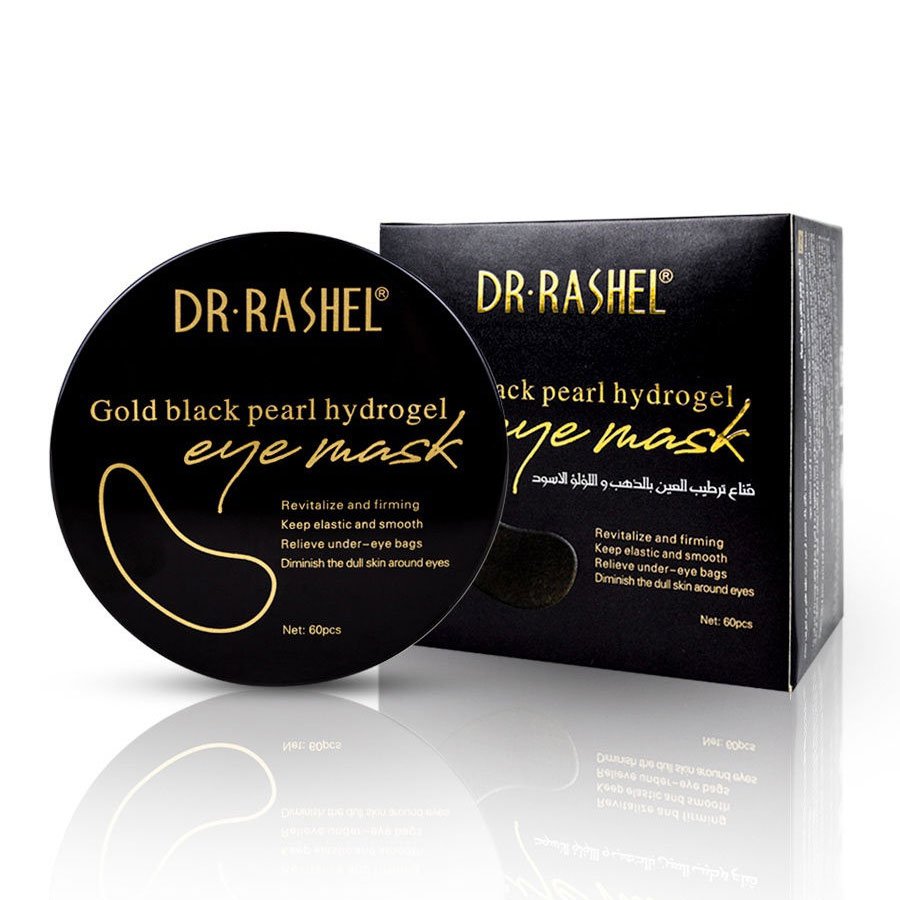 DR·RASHEL®
Gold black pearl hydrogel
eye mask
Revitalize and firming
Keep elastic and smooth
Relieve under-eye bags
Diminish the dull skin around eyes
Net: 60pcs
DR·RASHEL®
pearl hydrogel
eye mask
قناع ترطيب العين بالذهب و اللؤلؤ الاسود
Revitalize and firming
Keep elastic and smooth
Relieve under-eye bags
Diminish the dull skin around eyes
Net: 60pcs